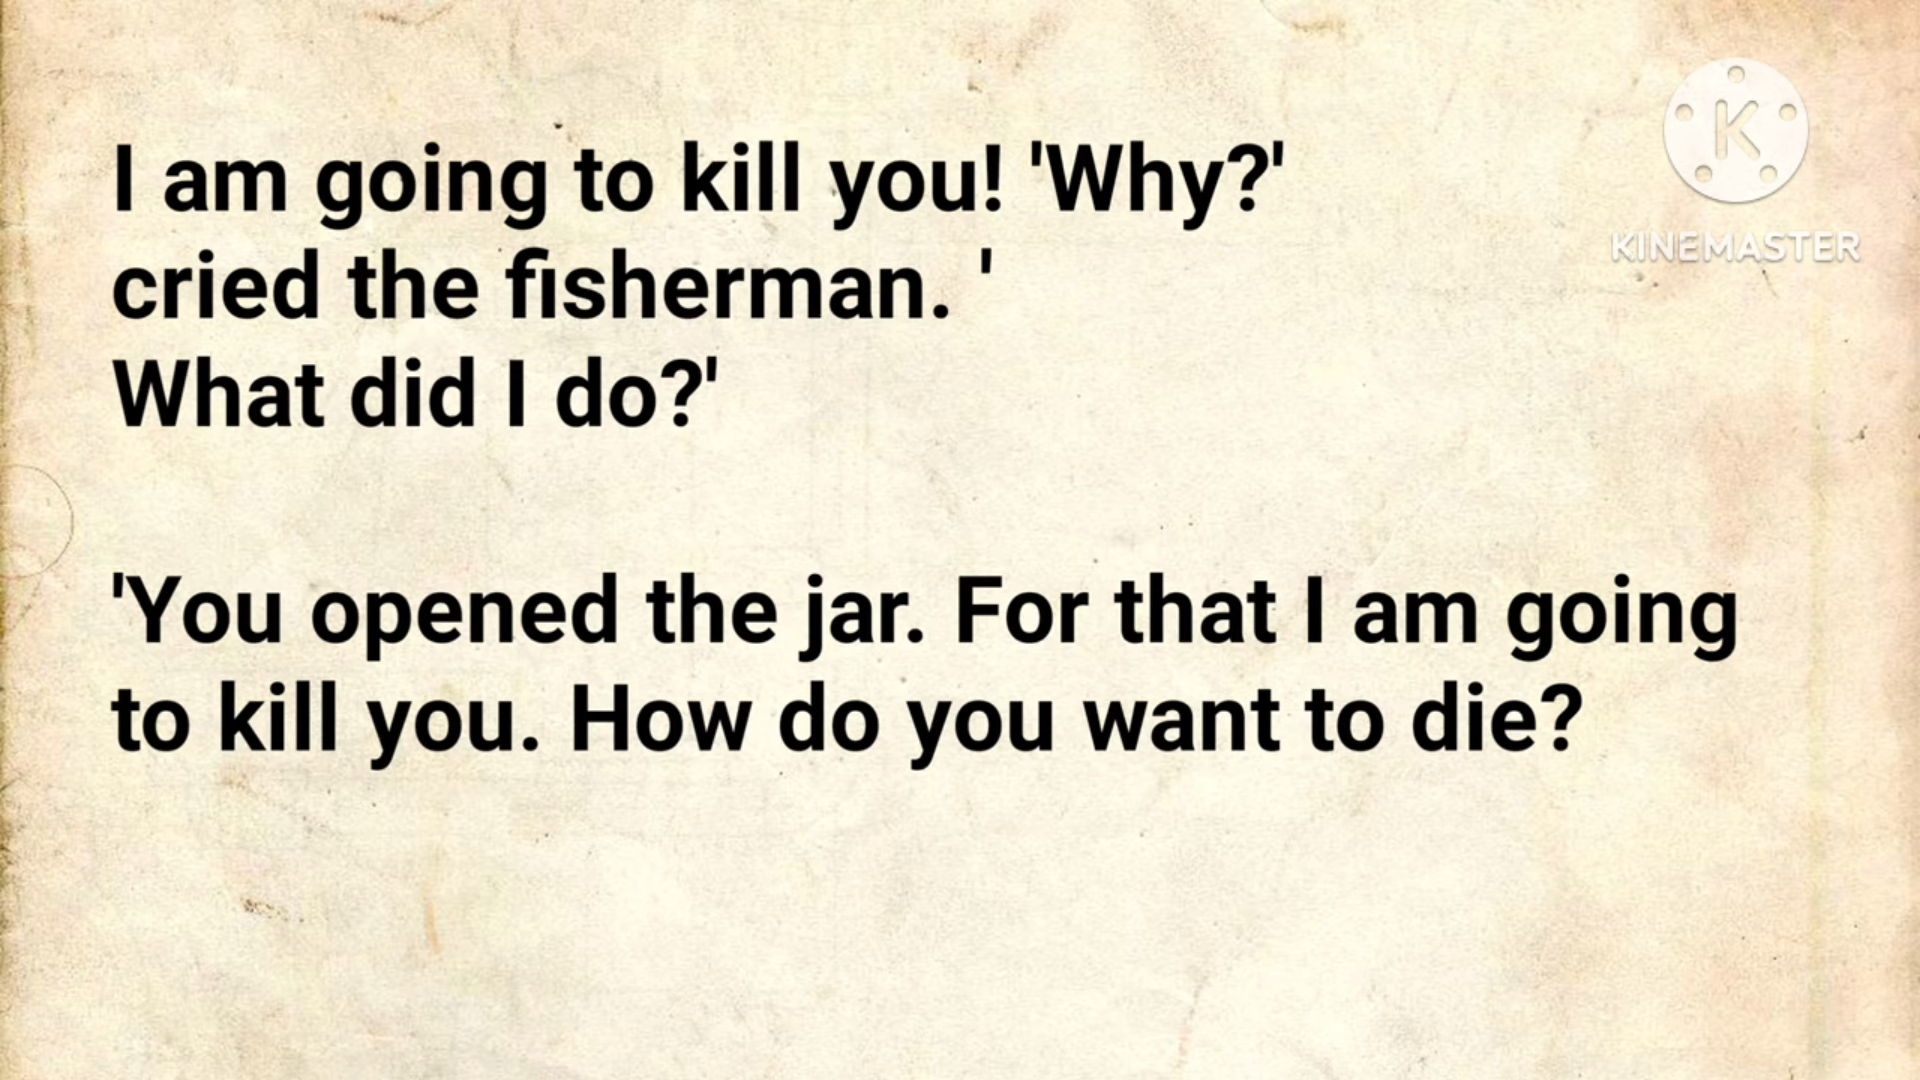 I am going to kill you! 'Why?'
cried the fisherman. '
What did I do?'
'You opened the jar. For that I am going
to kill you. How do you want to die?
K
KINEMASTER